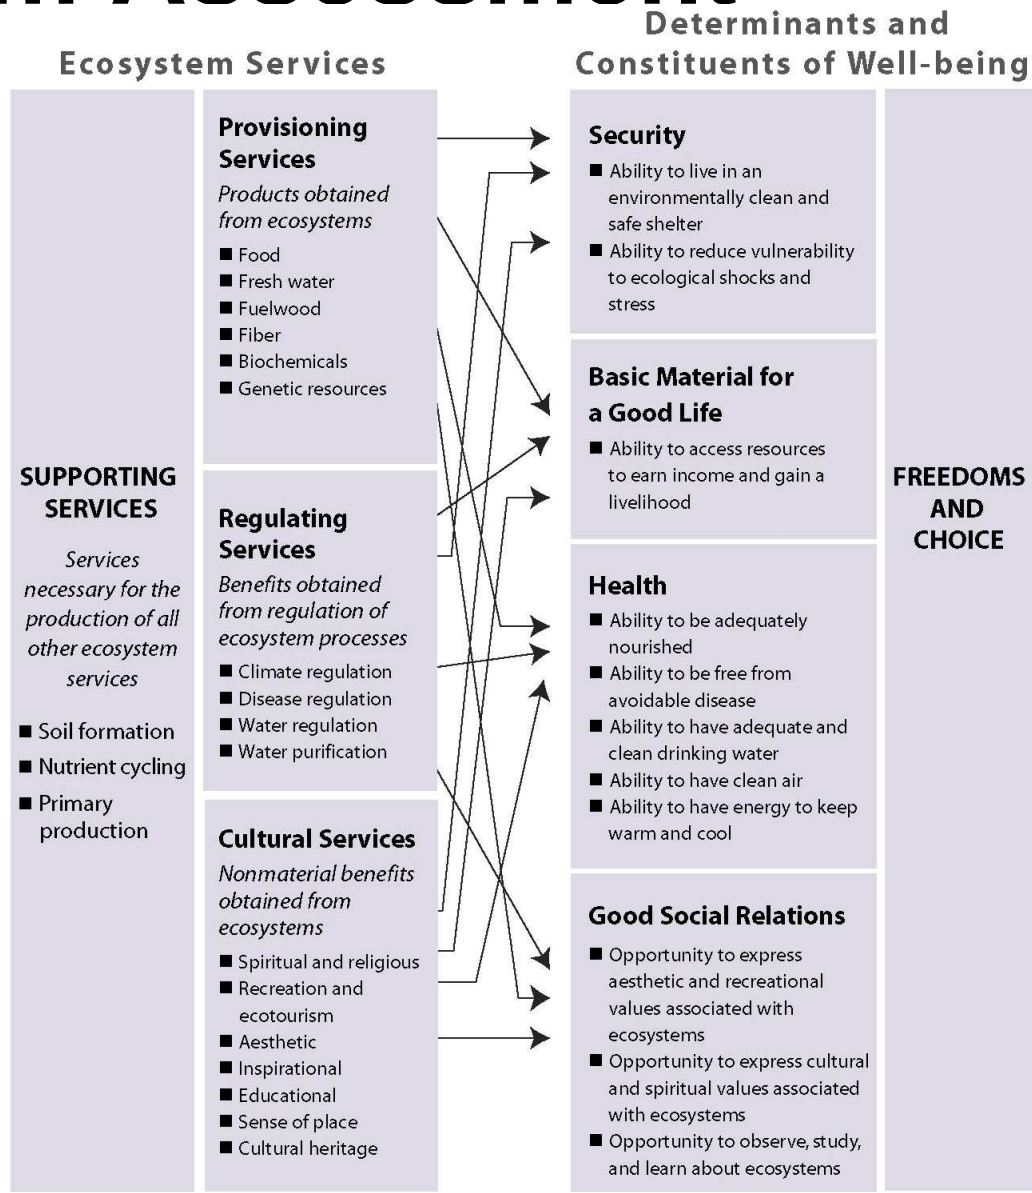 Ecosystem Services
Determinants and
Constituents of Well-being
SUPPORTING
SERVICES
Services
necessary for the
production of all
other ecosystem
services
■ Soil formation
■ Nutrient cycling
■ Primary
production
Provisioning
Services
Products obtained
from ecosystems
■ Food
■ Fresh water
■ Fuelwood
■ Fiber
■ Biochemicals
■ Genetic resources
Regulating
Services
Benefits obtained
from regulation of
ecosystem processes
■ Climate regulation
■ Disease regulation
■ Water regulation
■ Water purification
Cultural Services
Nonmaterial benefits
obtained from
ecosystems
■ Spiritual and religious
■ Recreation and
ecotourism
■ Aesthetic
■ Inspirational
■ Educational
■ Sense of place
■ Cultural heritage
Security
■ Ability to live in an
environmentally clean and
safe shelter
■ Ability to reduce vulnerability
to ecological shocks and
stress
Basic Material for
a Good Life
■ Ability to access resources
to earn income and gain a
livelihood
Health
■ Ability to be adequately
nourished
■ Ability to be free from
avoidable disease
■ Ability to have adequate and
clean drinking water
■ Ability to have clean air
■ Ability to have energy to keep
warm and cool
Good Social Relations
■ Opportunity to express
aesthetic and recreational
values associated with
ecosystems
■ Opportunity to express cultural
and spiritual values associated
with ecosystems
■ Opportunity to observe, study,
and learn about ecosystems
FREEDOMS
AND
CHOICE